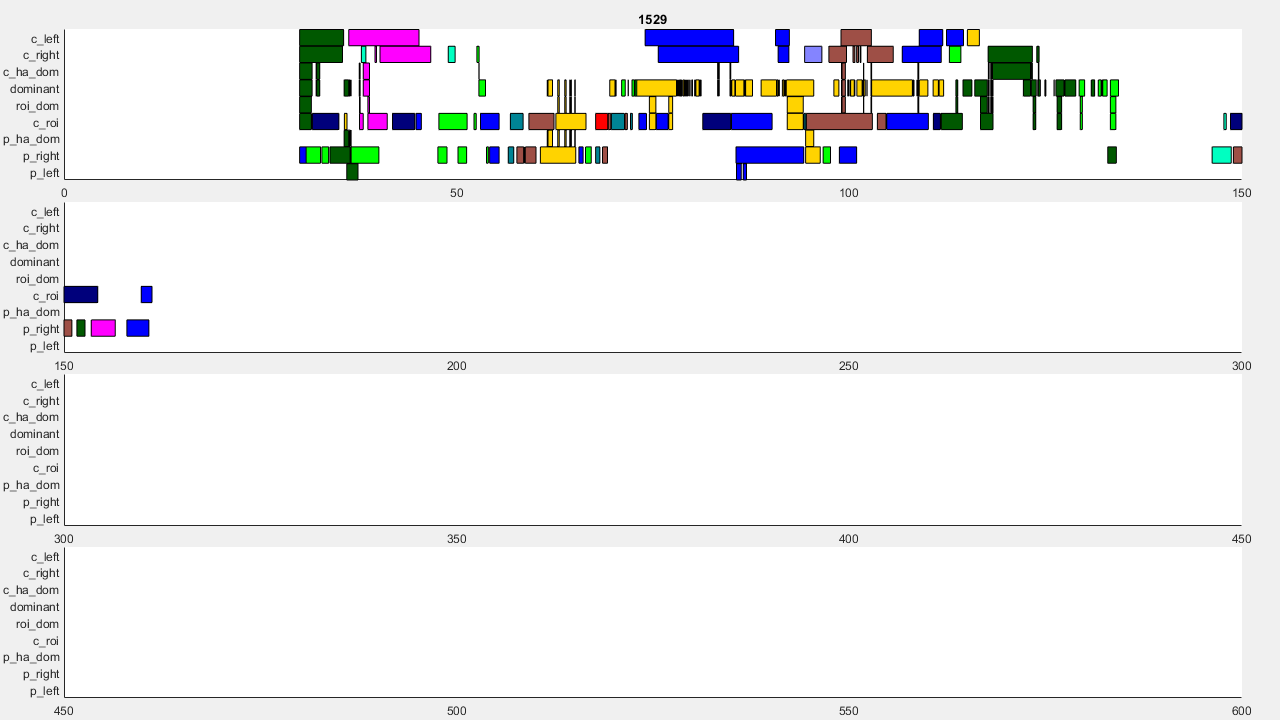 1529
c_left
c_right
c_ha_dom
dominant
roi_dom
c_roi
p_ha_dom
p_right
p_left
0 50 100 150
c_left
c_right
c_ha_dom
dominant
roi_dom
c_roi
p_ha_dom
p_right
p_left
150 200 250 300
c_left
c_right
c_ha_dom
dominant
roi_dom
c_roi
p_ha_dom
p_right
p_left
300 350 400 450
c_left
c_right
c_ha_dom
dominant
roi_dom
c_roi
p_ha_dom
p_right
p_left
450 500 550 600